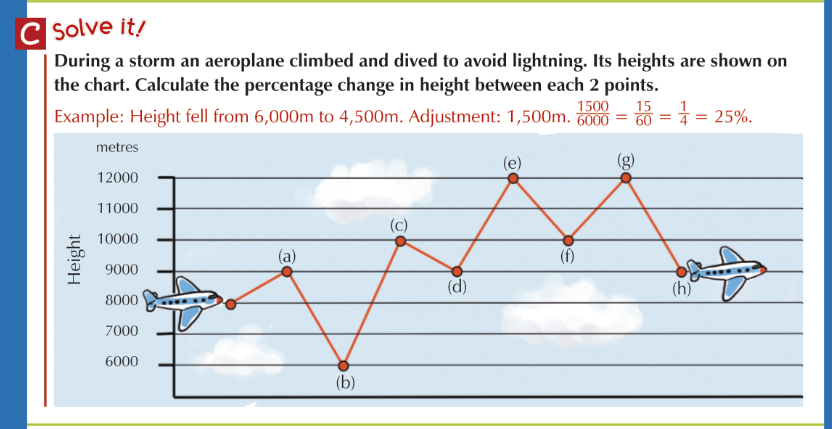 C Solve it!
During a storm an aeroplane climbed and dived to avoid lightning. Its heights are shown on
the chart. Calculate the percentage change in height between each 2 points.
Example: Height fell from 6,000m to 4,500m. Adjustment: 1,500m. 1500/6000 = 15/60 = 1/4 = 25%.
metres
(e)
(g)
12000
11000
(c)
10000
(a)
(f)
Height
9000
(d)
(h)
8000
7000
6000
(b)